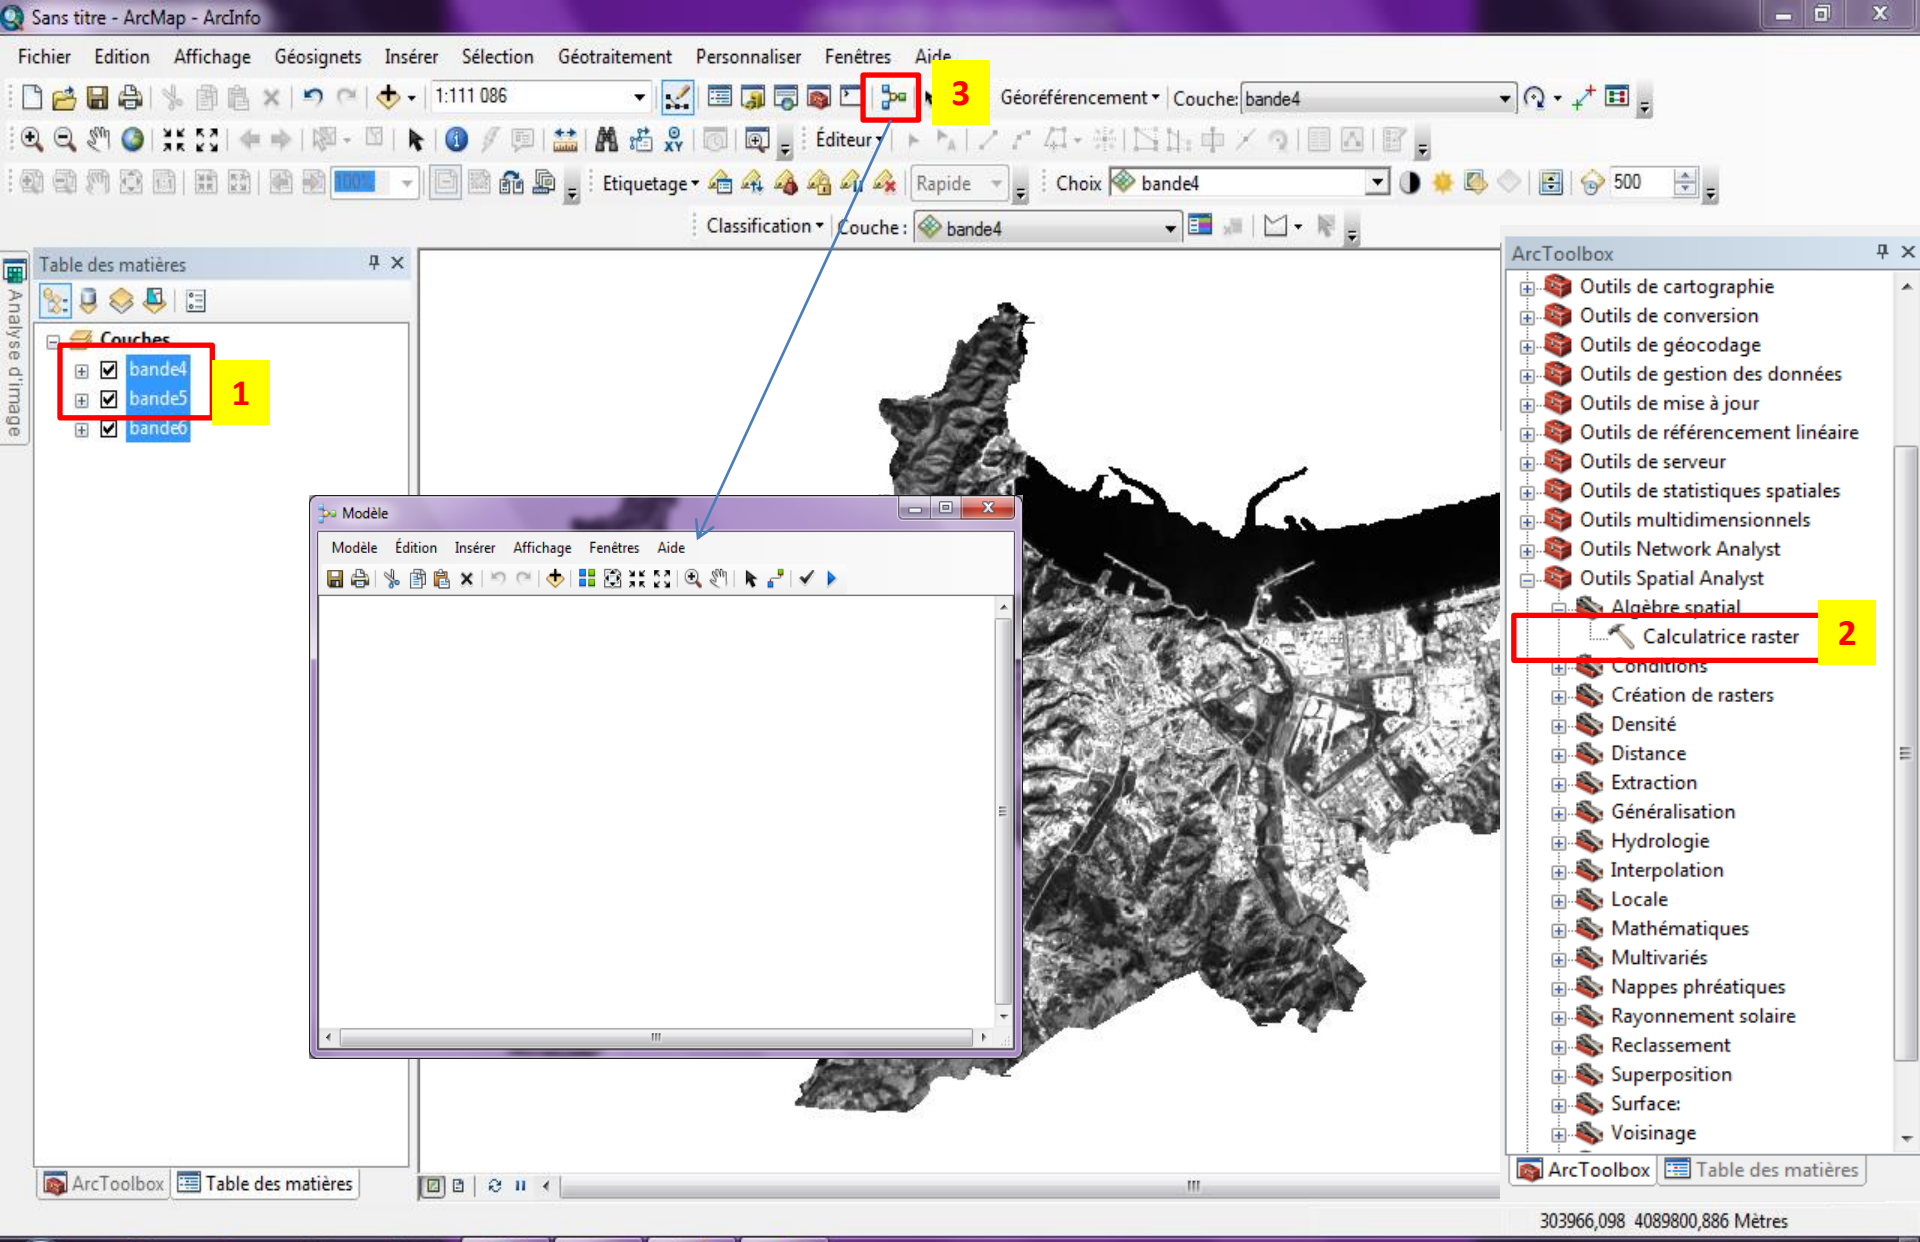 Sans titre - ArcMap - ArcInfo
Fichier Edition Affichage Géosignets Insérer Sélection Géotraitement Personnaliser Fenêtres Aide
1:111 086
3
Géoréférencement Couche: bande4
Éditeur
100%
Etiquetage
Rapide
Choix bande4
500
Classification Couche : bande4
Analyse d'image
Table des matières
Couches
bande4
bande5
bande6
1
Modèle
Modèle Édition Insérer Affichage Fenêtres Aide
ArcToolbox
Outils de cartographie
Outils de conversion
Outils de géocodage
Outils de gestion des données
Outils de mise à jour
Outils de référencement linéaire
Outils de serveur
Outils de statistiques spatiales
Outils multidimensionnels
Outils Network Analyst
Outils Spatial Analyst
Algèbre spatial
Calculatrice raster
2
Conditions
Création de rasters
Densité
Distance
Extraction
Généralisation
Hydrologie
Interpolation
Locale
Mathématiques
Multivariés
Nappes phréatiques
Rayonnement solaire
Reclassement
Superposition
Surface:
Voisinage
ArcToolbox Table des matières
ArcToolbox Table des matières
303966,098 4089800,886 Mètres